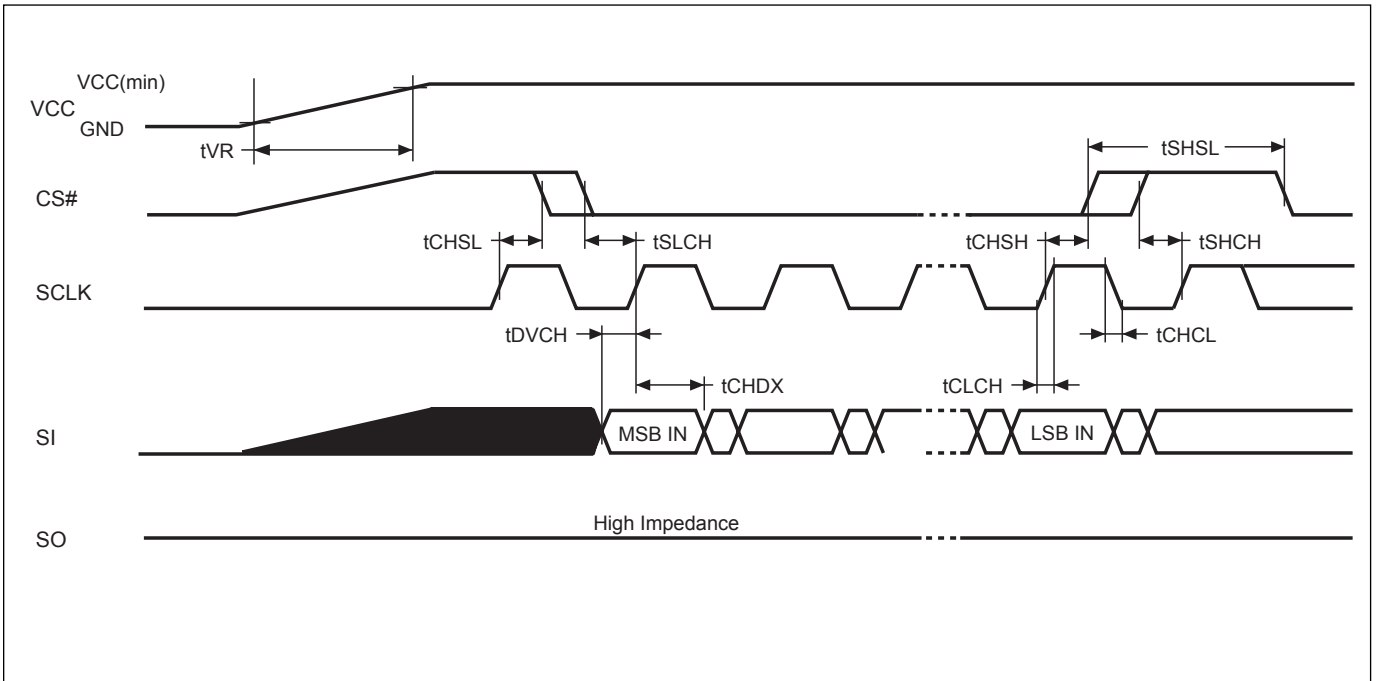 VCC(min)
VCC
GND
tVR
tSHSL
CS#
tCHSL
tSLCH
tCHSH
tSHCH
SCLK
tDVCH
tCHCL
tCHDX
tCLCH
SI
MSB IN
LSB IN
High Impedance
SO